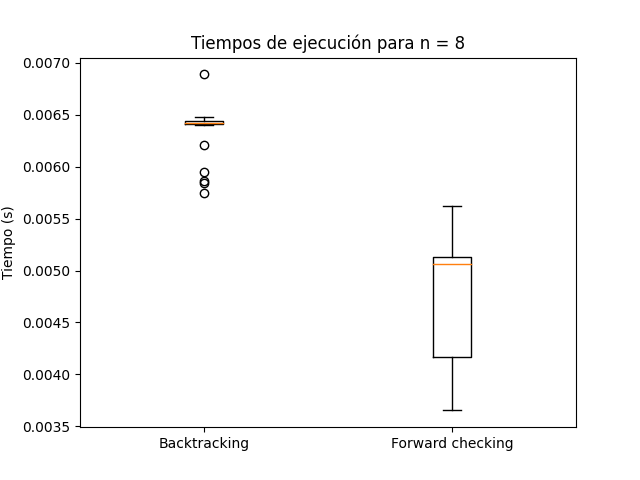 Tiempos de ejecución para n = 8
Tiempo (s)
0.0070
0.0065
0.0060
0.0055
0.0050
0.0045
0.0040
0.0035
Backtracking
Forward checking